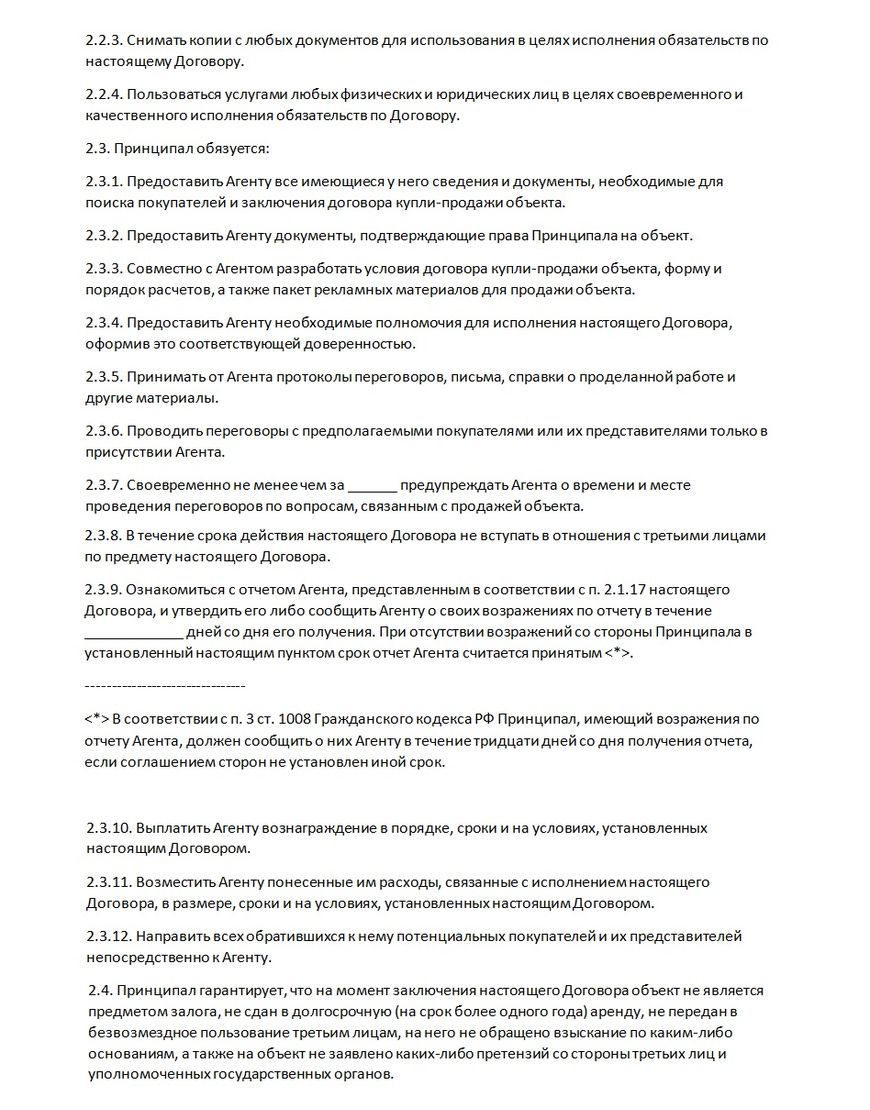 2.2.3. Снимать копии с любых документов для использования в целях исполнения обязательств по
настоящему Договору.
2.2.4. Пользоваться услугами любых физических и юридических лиц в целях своевременного и
качественного исполнения обязательств по Договору.
2.3. Принципал обязуется:
2.3.1. Предоставить Агенту все имеющиеся у него сведения и документы, необходимые для
поиска покупателей и заключения договора купли-продажи объекта.
2.3.2. Предоставить Агенту документы, подтверждающие права Принципала на объект.
2.3.3. Совместно с Агентом разработать условия договора купли-продажи объекта, форму и
порядок расчетов, а также пакет рекламных материалов для продажи объекта.
2.3.4. Предоставить Агенту необходимые полномочия для исполнения настоящего Договора,
оформив это соответствующей доверенностью.
2.3.5. Принимать от Агента протоколы переговоров, письма, справки о проделанной работе и
другие материалы.
2.3.6. Проводить переговоры с предполагаемыми покупателями или их представителями только в
присутствии Агента.
2.3.7. Своевременно не менее чем за ______ предупреждать Агента о времени и месте
проведения переговоров по вопросам, связанным с продажей объекта.
2.3.8. В течение срока действия настоящего Договора не вступать в отношения с третьими лицами
по предмету настоящего Договора.
2.3.9. Ознакомиться с отчетом Агента, представленным в соответствии с п. 2.1.17 настоящего
Договора, и утвердить его либо сообщить Агенту о своих возражениях по отчету в течение
_____________ дней со дня его получения. При отсутствии возражений со стороны Принципала в
установленный настоящим пунктом срок отчет Агента считается принятым <*>.
--------------------------------
<*> В соответствии с п. 3 ст. 1008 Гражданского кодекса РФ Принципал, имеющий возражения по
отчету Агента, должен сообщить о них Агенту в течение тридцати дней со дня получения отчета,
если соглашением сторон не установлен иной срок.
2.3.10. Выплатить Агенту вознаграждение в порядке, сроки и на условиях, установленных
настоящим Договором.
2.3.11. Возместить Агенту понесенные им расходы, связанные с исполнением настоящего
Договора, в размере, сроки и на условиях, установленных настоящим Договором.
2.3.12. Направить всех обратившихся к нему потенциальных покупателей и их представителей
непосредственно к Агенту.
2.4. Принципал гарантирует, что на момент заключения настоящего Договора объект не является
предметом залога, не сдан в долгосрочную (на срок более одного года) аренду, не передан в
безвозмездное пользование третьим лицам, на него не обращено взыскание по каким-либо
основаниям, а также на объект не заявлено каких-либо претензий со стороны третьих лиц и
уполномоченных государственных органов.